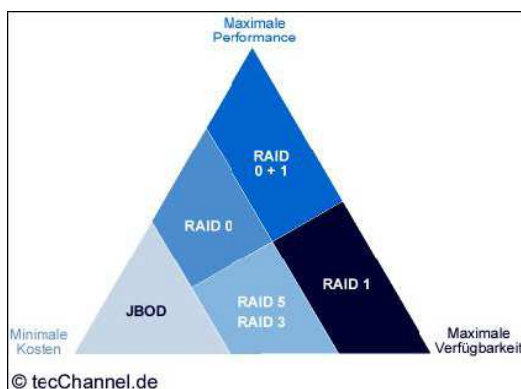 Maximale
Performance
RAID
0 + 1
RAID 0
RAID 1
JBOD
RAID 5
RAID 3
Minimale
Kosten
Maximale
Verfügbarkeit
© tecChannel.de